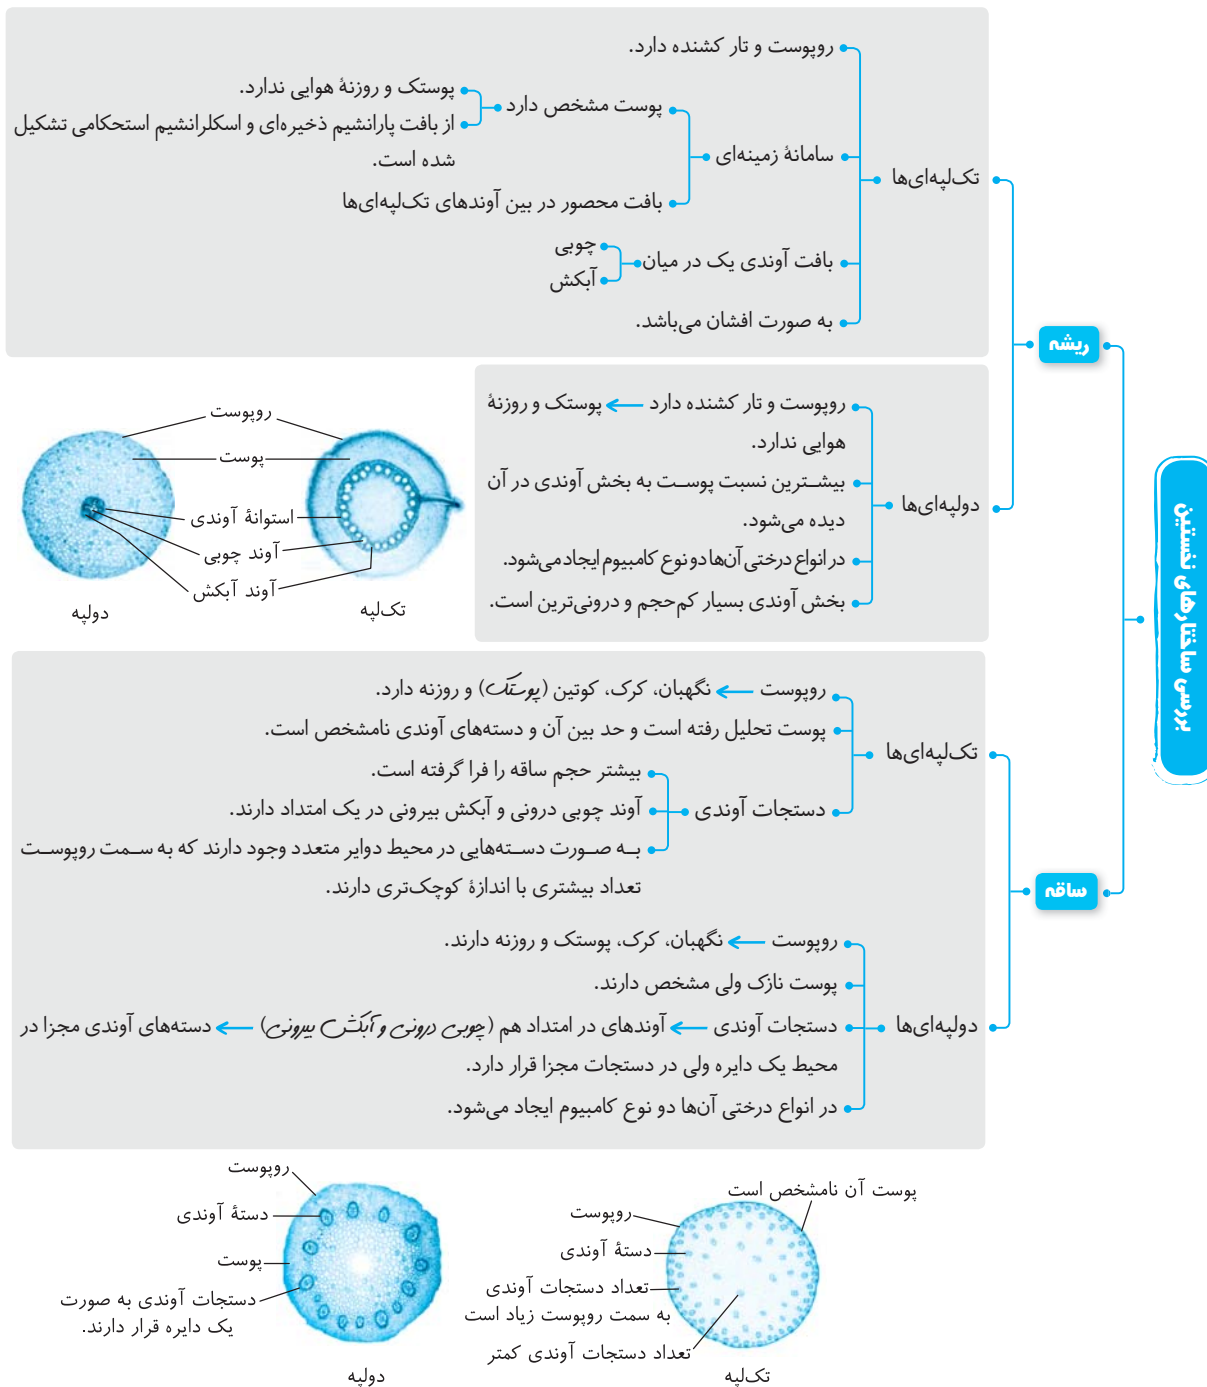 بررسی ساختارهای نخستین
ریشه
تک‌لپه‌ای‌ها
روپوست و تار کشنده دارد.
سامانهٔ زمینه‌ای
پوست مشخص دارد
پوستک و روزنهٔ هوایی ندارد.
از بافت پارانشیم ذخیره‌ای و اسکلرانشیم استحکامی تشکیل
شده است.
بافت محصور در بین آوندهای تک‌لپه‌ای‌ها
بافت آوندی یک در میان
چوبی
آبکش
به صورت افشان می‌باشد.
دولپه‌ای‌ها
روپوست و تار کشنده دارد ← پوستک و روزنهٔ
هوایی ندارد.
بیشـترین نسبت پوسـت به بخش آوندی در آن
دیده می‌شود.
در انواع درختی آن‌ها دو نوع کامبیوم ایجاد می‌شود.
بخش آوندی بسیار کم‌حجم و درونی‌ترین است.
روپوست
پوست
استوانهٔ آوندی
آوند چوبی
آوند آبکش
تک‌لپه
دولپه
ساقه
تک‌لپه‌ای‌ها
روپوست ← نگهبان، کرک، کوتین (پوستک) و روزنه دارد.
پوست تحلیل رفته است و حد بین آن و دسته‌های آوندی نامشخص است.
دستجات آوندی
بیشتر حجم ساقه را فرا گرفته است.
آوند چوبی درونی و آبکش بیرونی در یک امتداد دارند.
بـه صـورت دسـته‌هایی در محیط دوایر متعدد وجود دارند که به سـمت روپوسـت
تعداد بیشتری با اندازهٔ کوچک‌تری دارند.
دولپه‌ای‌ها
روپوست ← نگهبان، کرک، پوستک و روزنه دارند.
پوست نازک ولی مشخص دارند.
دستجات آوندی ← آوندهای در امتداد هم (چوبی درونی و آبکش بیرونی) ← دسته‌های آوندی مجزا در
محیط یک دایره ولی در دستجات مجزا قرار دارد.
در انواع درختی آن‌ها دو نوع کامبیوم ایجاد می‌شود.
پوست آن نامشخص است
روپوست
دستهٔ آوندی
تعداد دستجات آوندی
به سمت روپوست زیاد است
تعداد دستجات آوندی کمتر
تک‌لپه
روپوست
دستهٔ آوندی
پوست
دستجات آوندی به صورت
یک دایره قرار دارند.
دولپه